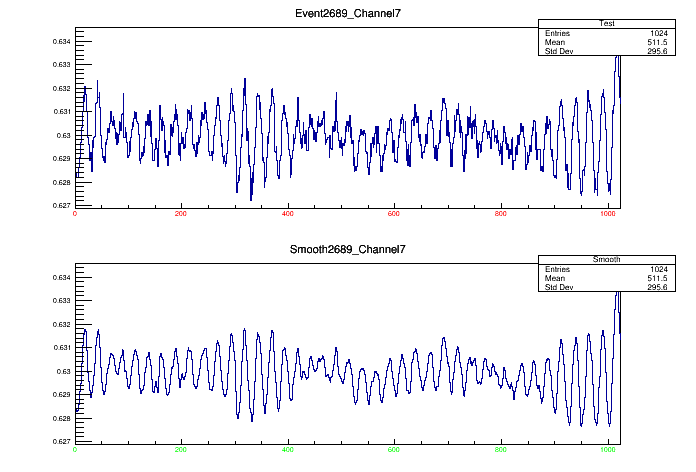 Event2689_Channel7
Test
Entries 1024
Mean 511.5
Std Dev 295.6
0.634
0.633
0.632
0.631
0.63
0.629
0.628
0.627
0 200 400 600 800 1000
Smooth2689_Channel7
Smooth
Entries 1024
Mean 511.5
Std Dev 295.6
0.634
0.633
0.632
0.631
0.63
0.629
0.628
0.627
0 200 400 600 800 1000